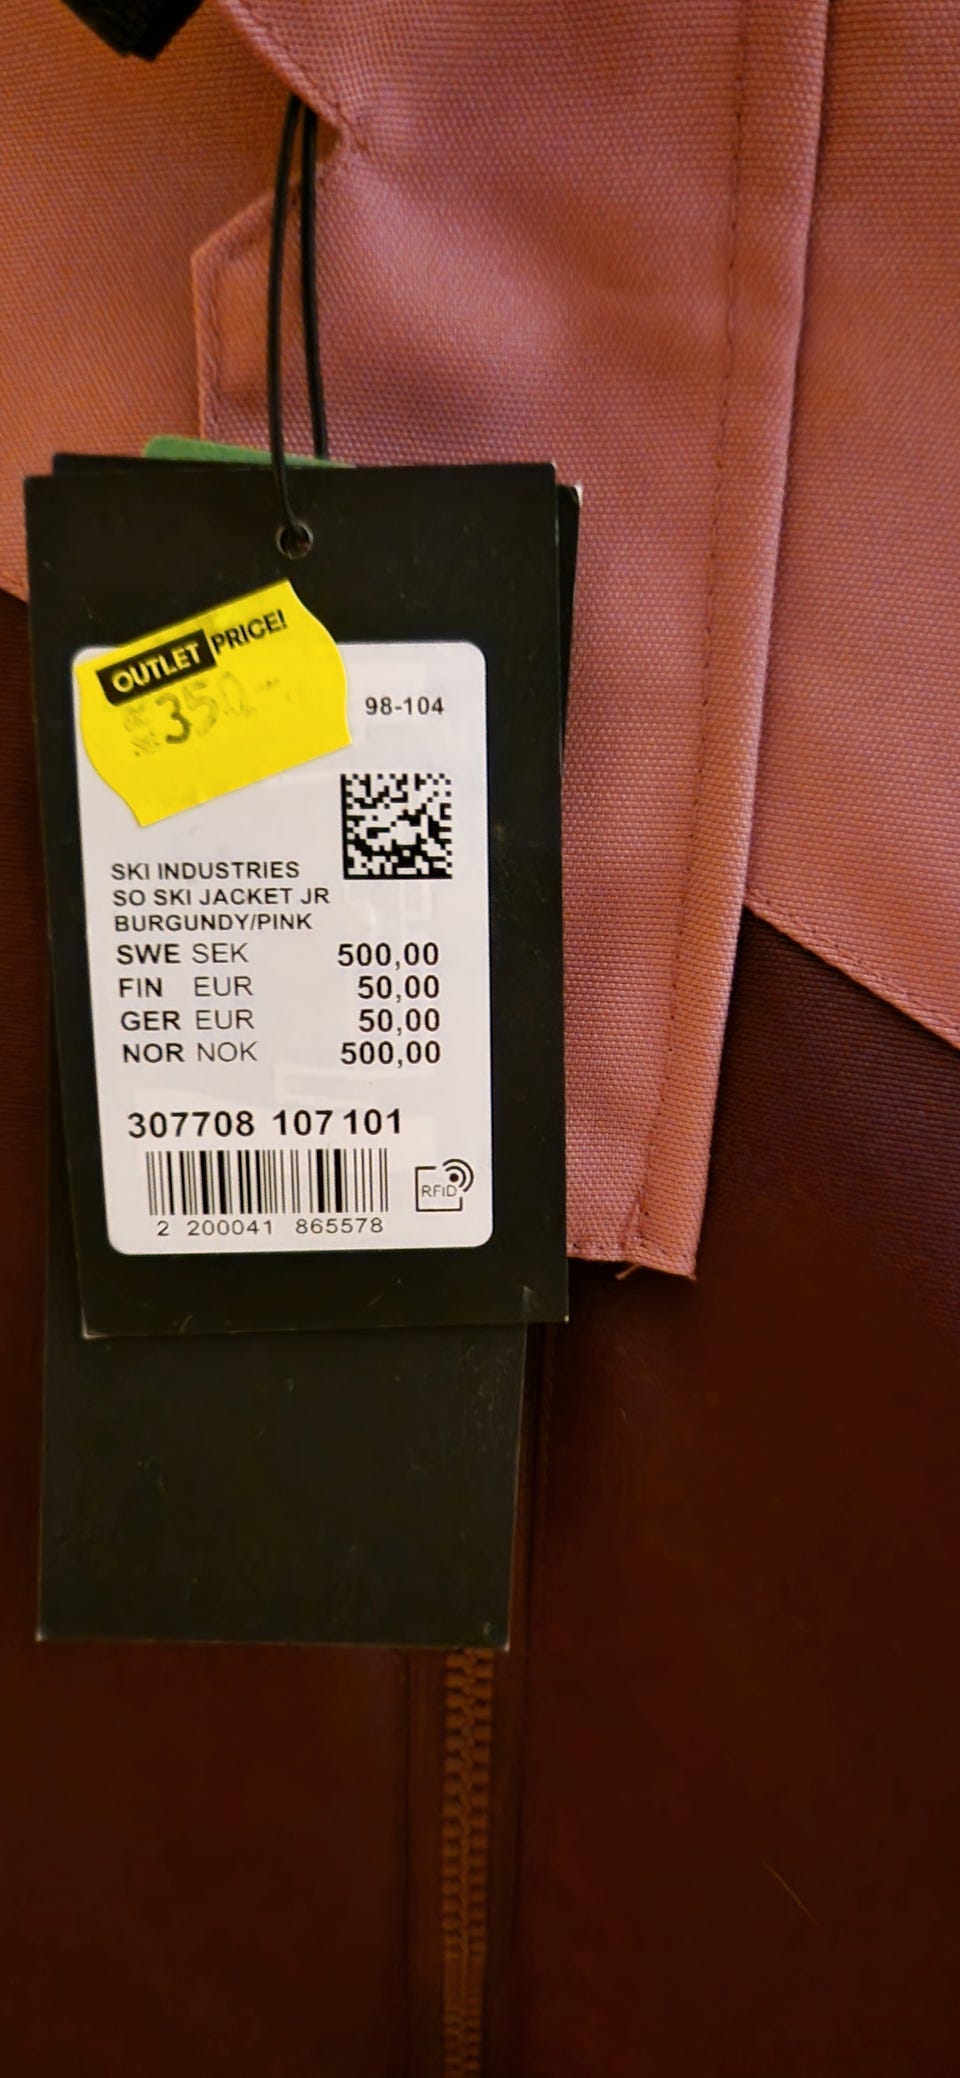 OUTLET PRICE!
350:-
98-104
SKI INDUSTRIES
SO SKI JACKET JR
BURGUNDY/PINK
SWE SEK 500,00
FIN EUR 50,00
GER EUR 50,00
NOR NOK 500,00
307708 107 101
RFID
2 200041 865578